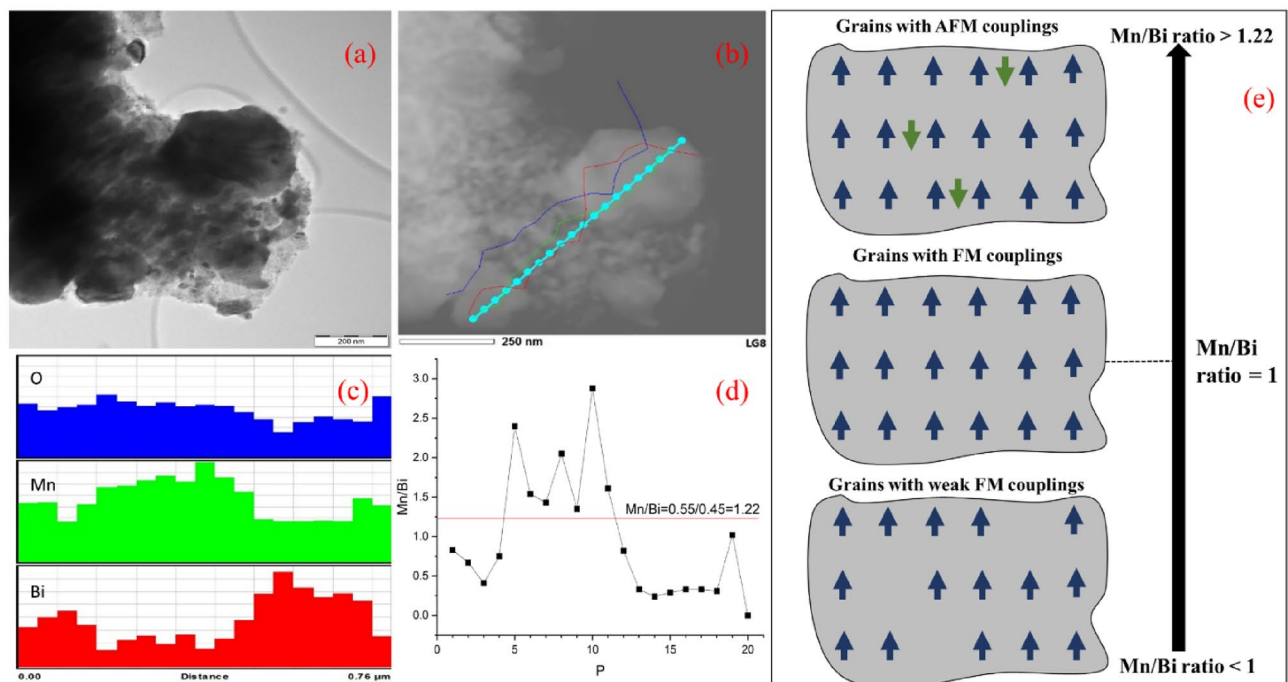 (a)
200 nm
(b)
250 nm
LG8
(c)
O
Mn
Bi
0.00 Distance 0.76 µm
(d)
Mn/Bi
3.0
2.5
2.0
1.5
1.0
0.5
0.0
Mn/Bi=0.55/0.45=1.22
0 5 10 15 20
P
(e)
Grains with AFM couplings
Mn/Bi ratio > 1.22
Grains with FM couplings
Mn/Bi
ratio = 1
Grains with weak FM couplings
Mn/Bi ratio < 1